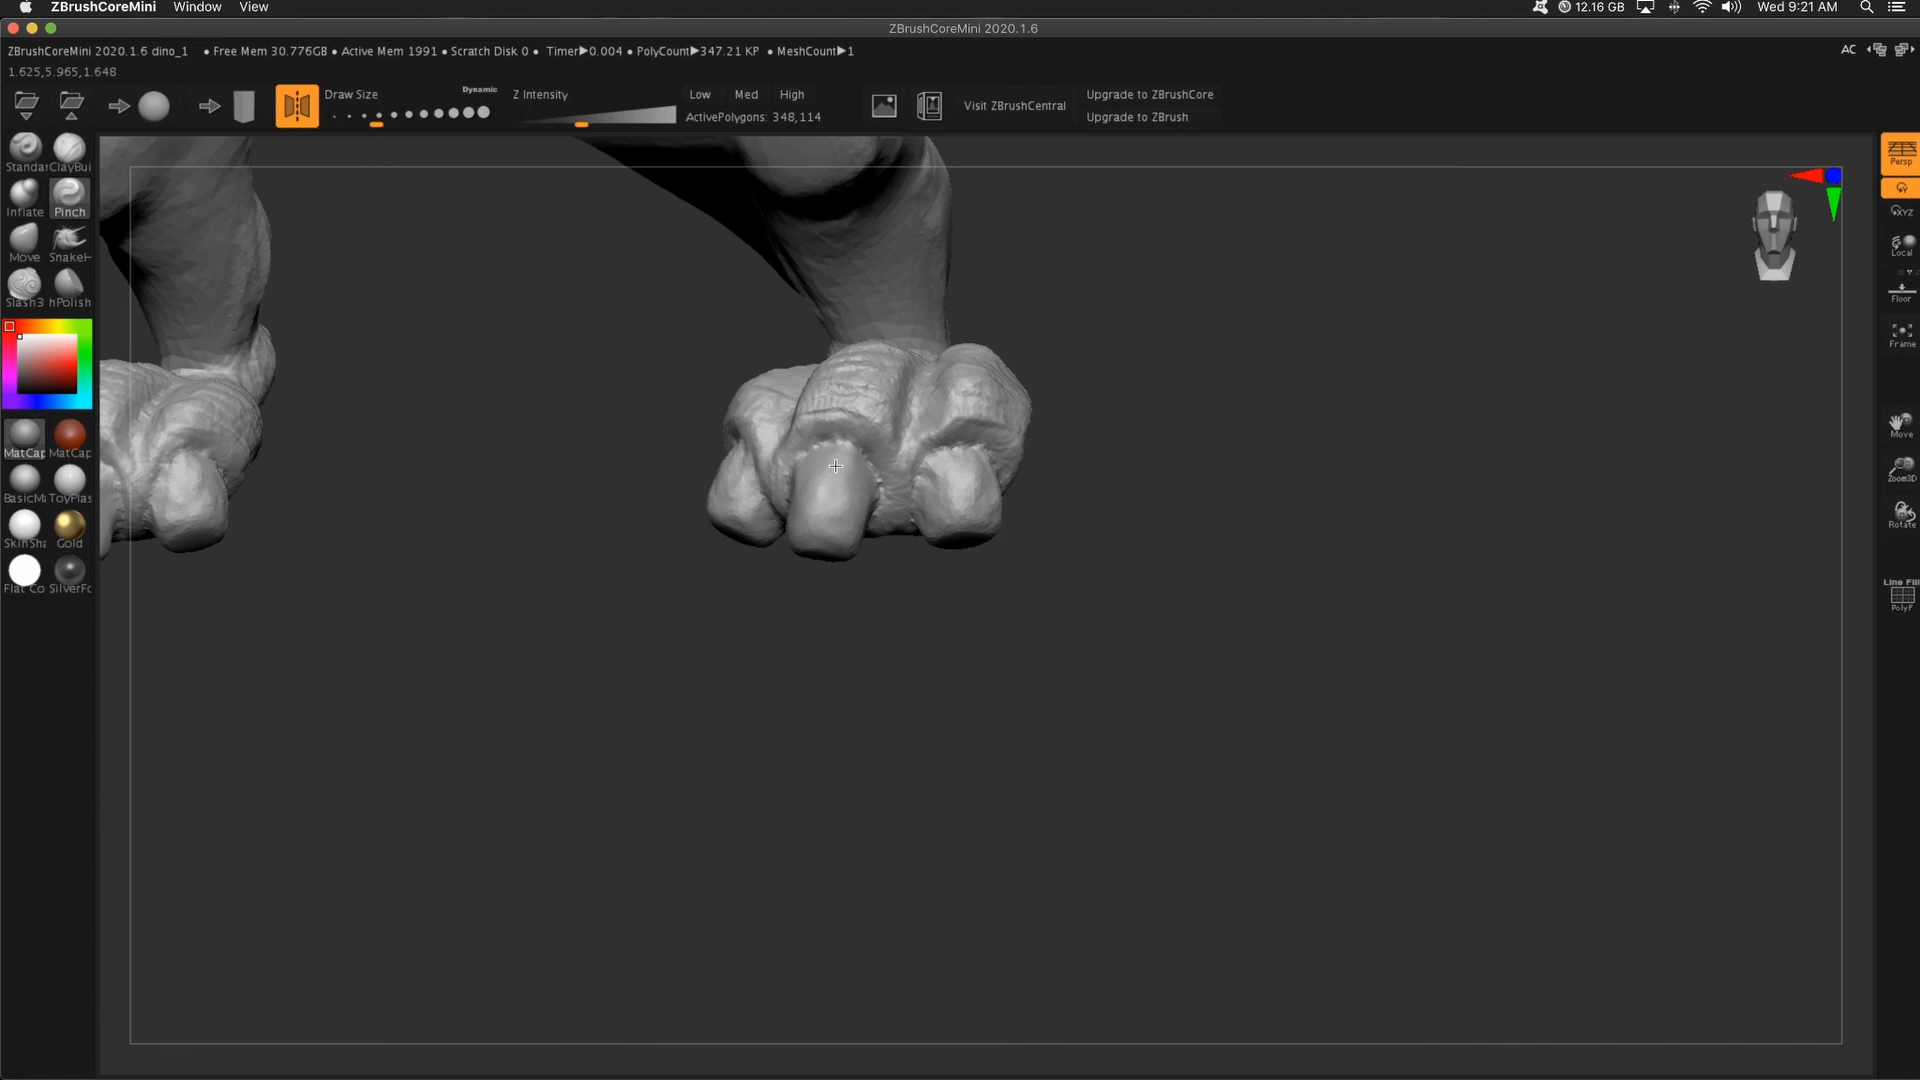 ZBrushCoreMini Window View 12.16 GB Wed 9:21 AM
ZBrushCoreMini 2020.1.6
ZBrushCoreMini 2020.1.6 dino_1 • Free Mem 30.776GB • Active Mem 1991 • Scratch Disk 0 • Timer▶0.004 • PolyCount▶347.21 KP • MeshCount▶1 AC
1.625,5.965,1.648
Draw Size Dynamic Z Intensity Low Med High Upgrade to ZBrushCore
ActivePolygons: 348,114 Visit ZBrushCentral Upgrade to ZBrush
Standar ClayBui
Inflate Pinch
Move SnakeH
Slash3 hPolish
MatCap MatCap
BasicMa ToyPlas
SkinSha Gold
Flat Co SilverFo
Persp
XYZ
Local
Floor
Frame
Move
Zoom3D
Rotate
Line Fill
PolyF